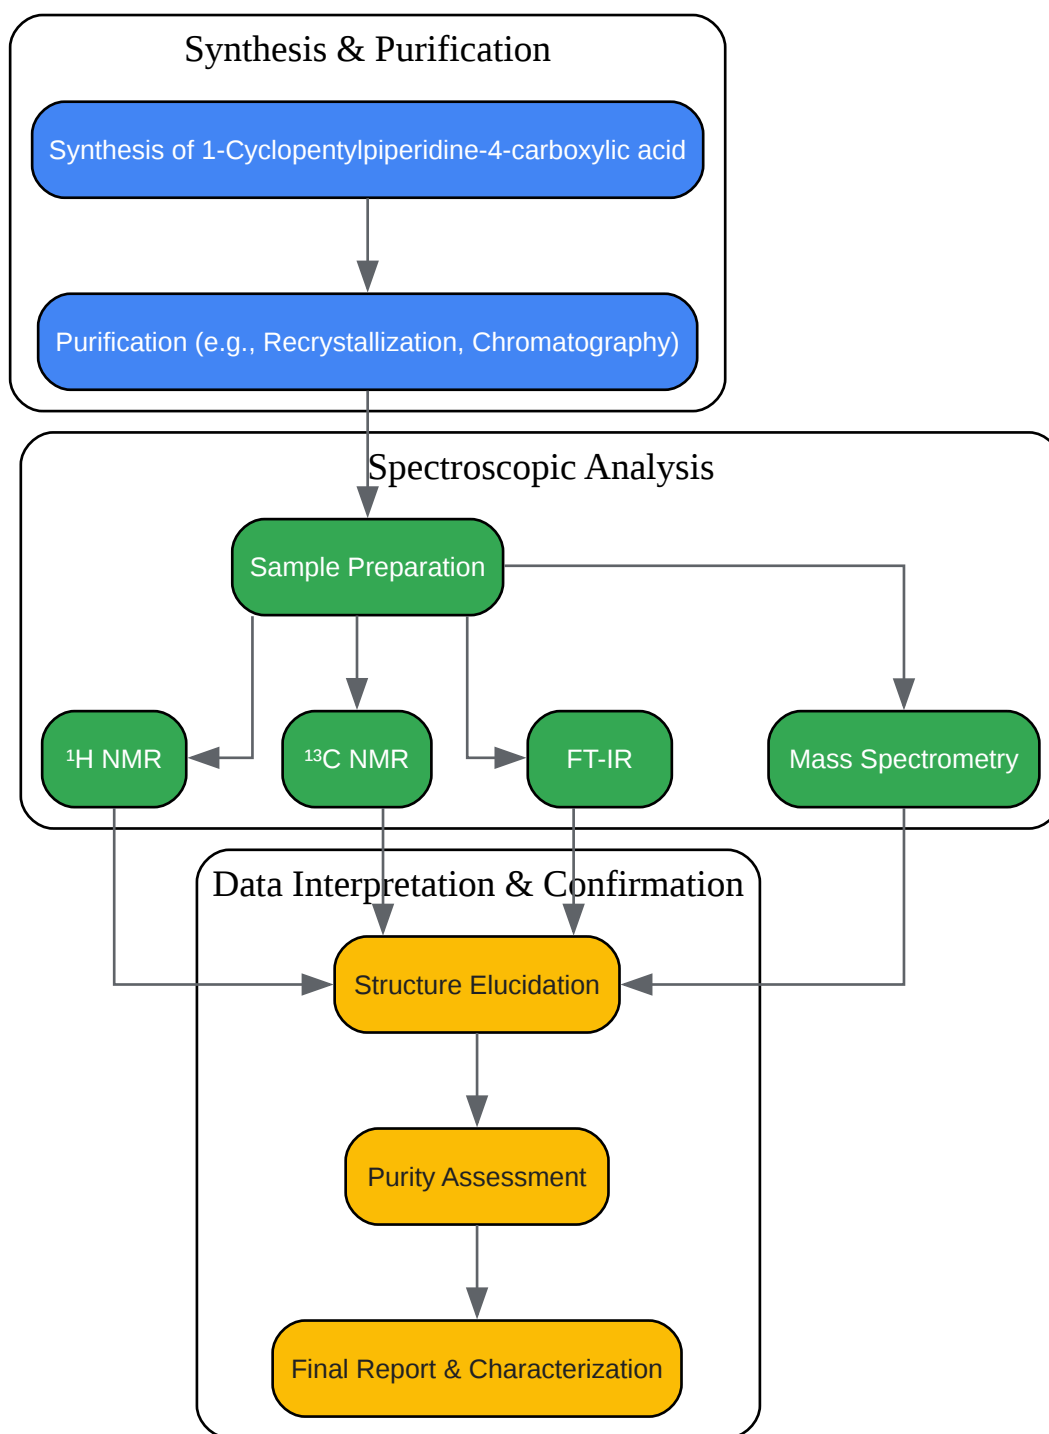 Synthesis & Purification
Synthesis of 1-Cyclopentylpiperidine-4-carboxylic acid
Purification (e.g., Recrystallization, Chromatography)
Spectroscopic Analysis
Sample Preparation
¹H NMR
¹³C NMR
FT-IR
Mass Spectrometry
Data Interpretation & Confirmation
Structure Elucidation
Purity Assessment
Final Report & Characterization